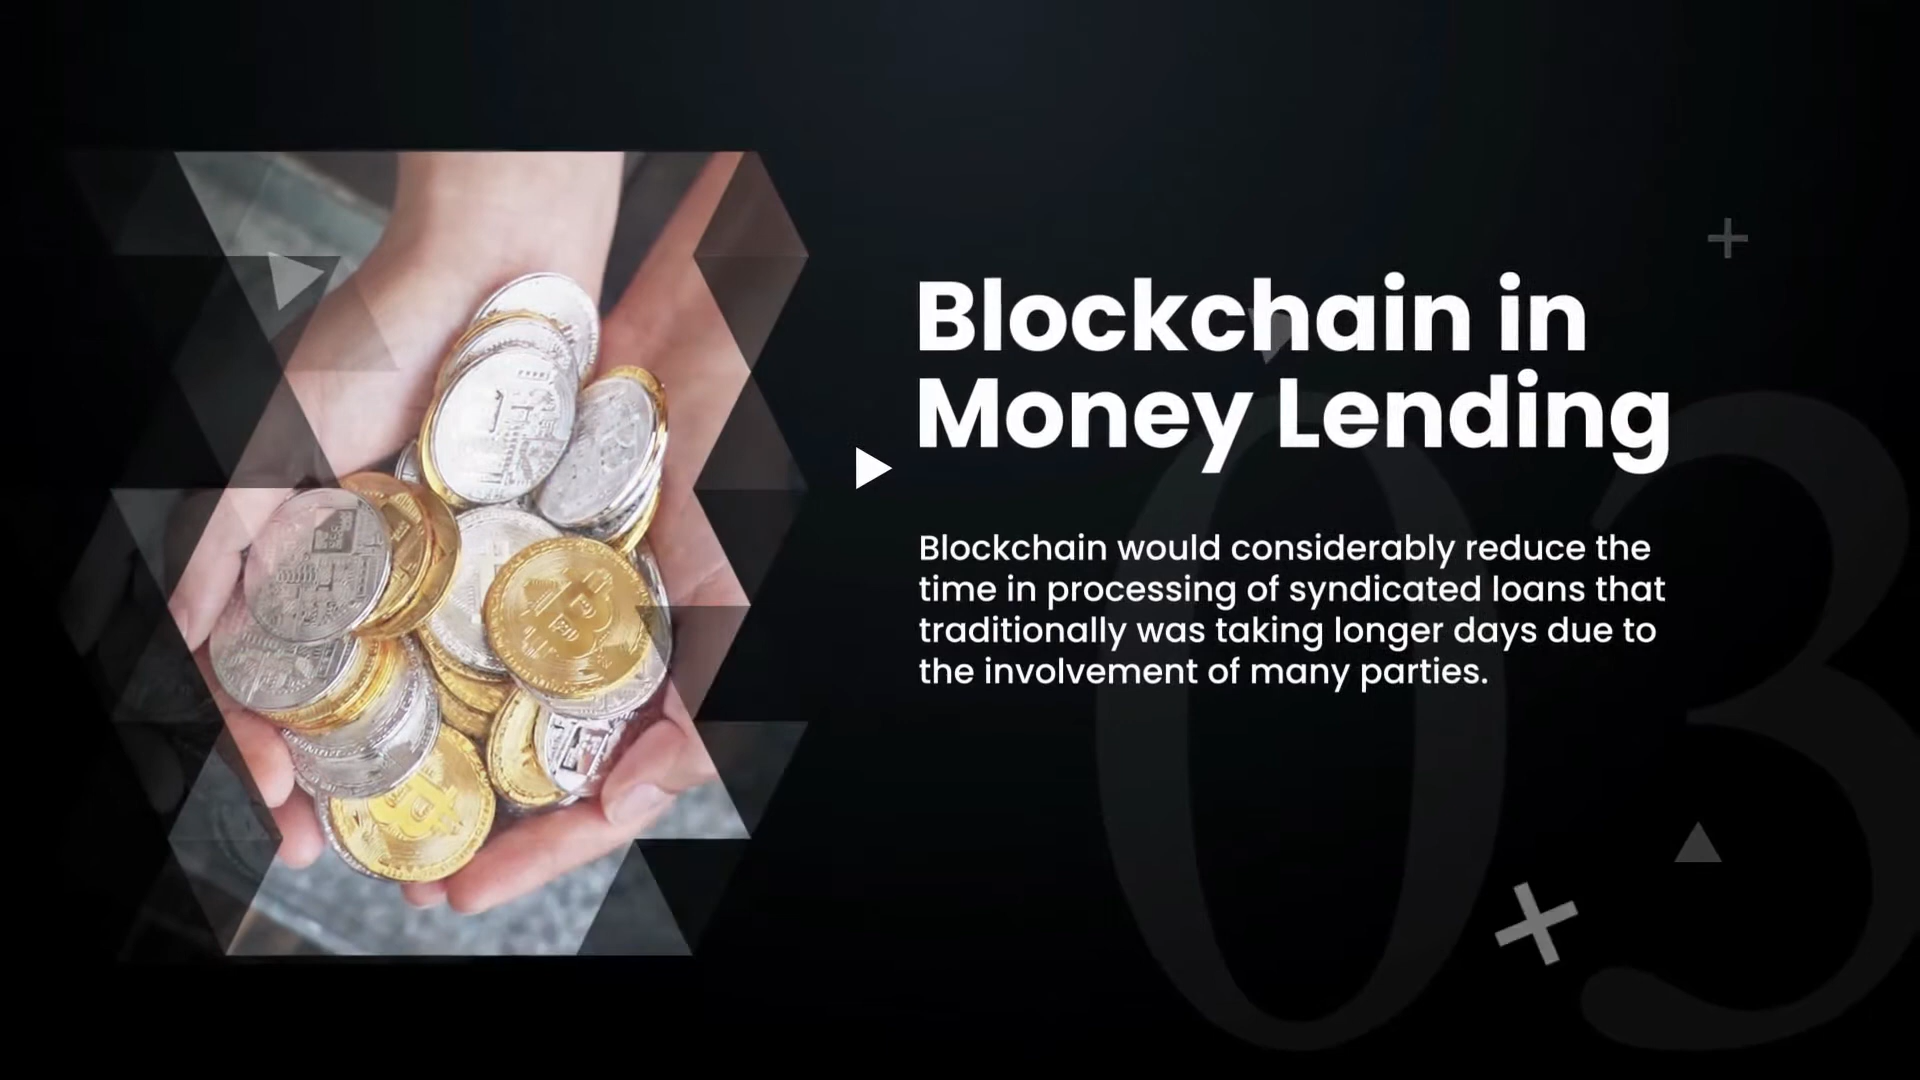 Blockchain in
Money Lending
Blockchain would considerably reduce the
time in processing of syndicated loans that
traditionally was taking longer days due to
the involvement of many parties.
03